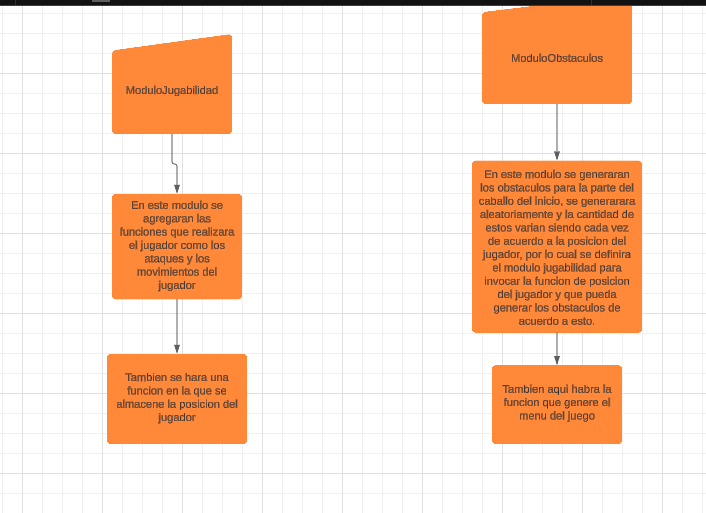 ModuloJugabilidad
En este modulo se
agregaran las
funciones que realizara
el jugador como los
ataques y los
movimientos del
jugador
Tambien se hara una
funcion en la que se
almacene la posicion del
jugador
ModuloObstaculos
En este modulo se generaran
los obstaculos para la parte del
caballo del inicio, se generarara
aleatoriamente y la cantidad de
estos varian siendo cada vez
de acuerdo a la posicion del
jugador, por lo cual se definira
el modulo jugabilidad para
invocar la funcion de posicion
del jugador y que pueda
generar los obstaculos de
acuerdo a esto.
Tambien aqui habra la
funcion que genere el
menu del juego